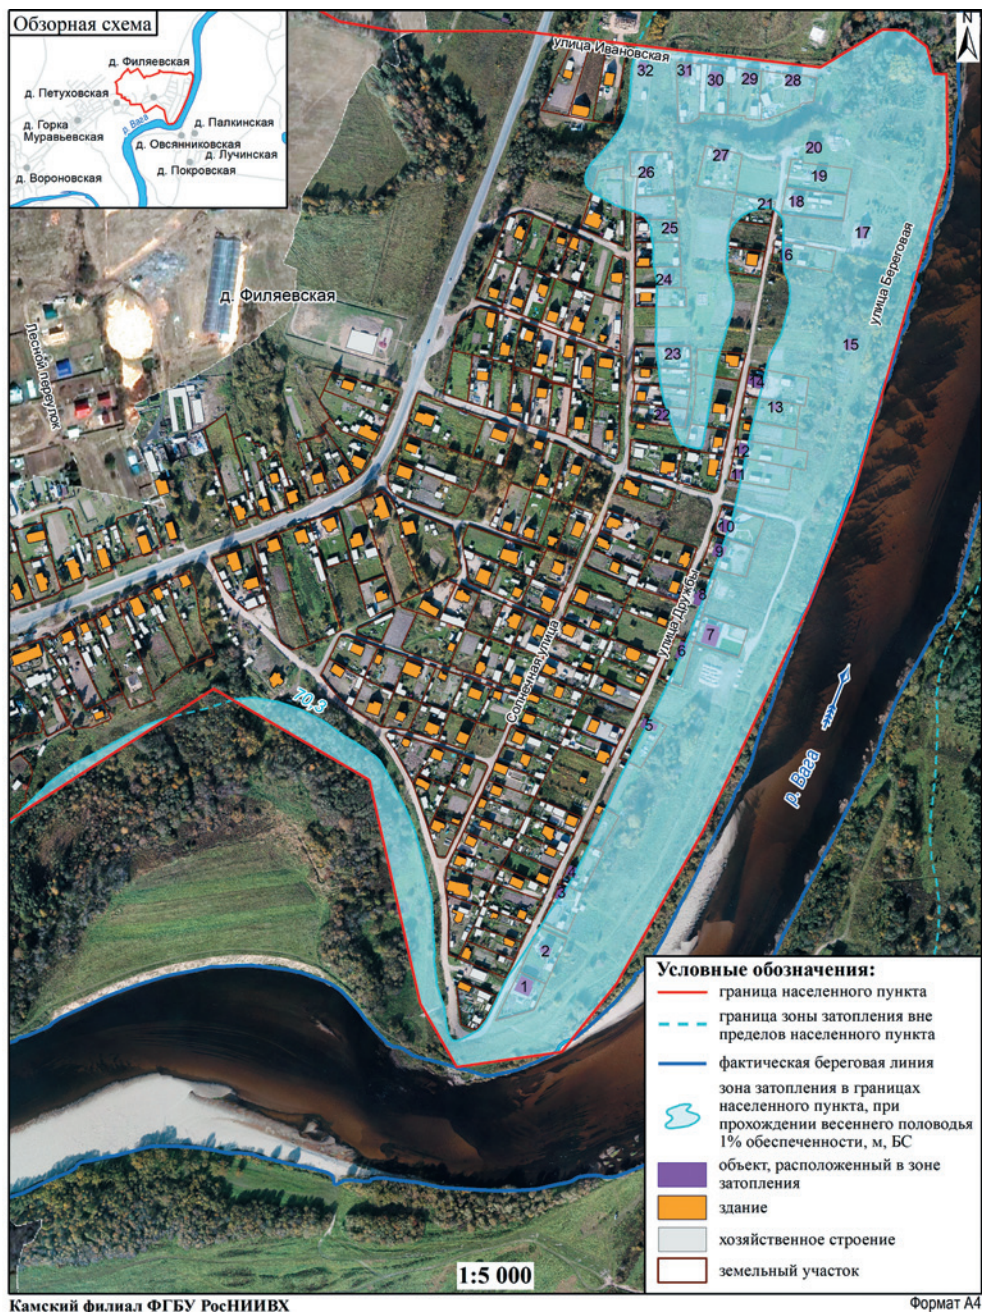 Обзорная схема
д. Филяевская
д. Петуховская
д. Горка
Муравьевская
р. Вага
д. Палкинская
д. Овсянниковская
д. Лучинская
д. Покровская
д. Вороновская
N
улица Ивановская
32
31
30
29
28
20
27
26
19
21
18
25
17
16
24
улица Береговая
д. Филяевская
Лесной переулок
15
23
14
13
22
12
11
10
9
8
улица Дружбы
7
6
Солнечная улица
70,3
5
р. Вага
4
3
2
1
Условные обозначения:
граница населенного пункта
граница зоны затопления вне
пределов населенного пункта
фактическая береговая линия
зона затопления в границах
населенного пункта, при
прохождении весеннего половодья
1% обеспеченности, м, БС
объект, расположенный в зоне
затопления
здание
хозяйственное строение
земельный участок
1:5 000
Камский филиал ФГБУ РосНИИВХ
Формат А4